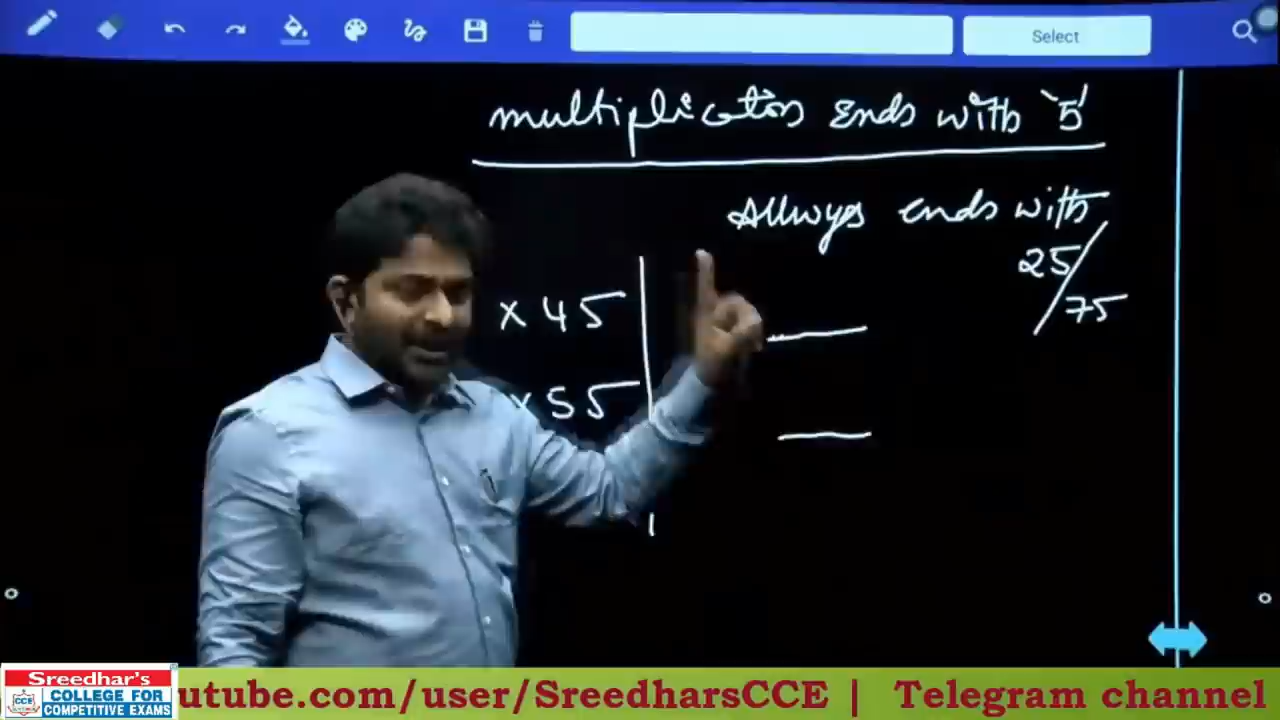 Select
multiplication ends with '5'
Allways ends with
25/
/75
x 45
x 55
Sreedhar's
CCE
COLLEGE FOR
COMPETITIVE EXAMS
utube.com/user/SreedharsCCE | Telegram channel